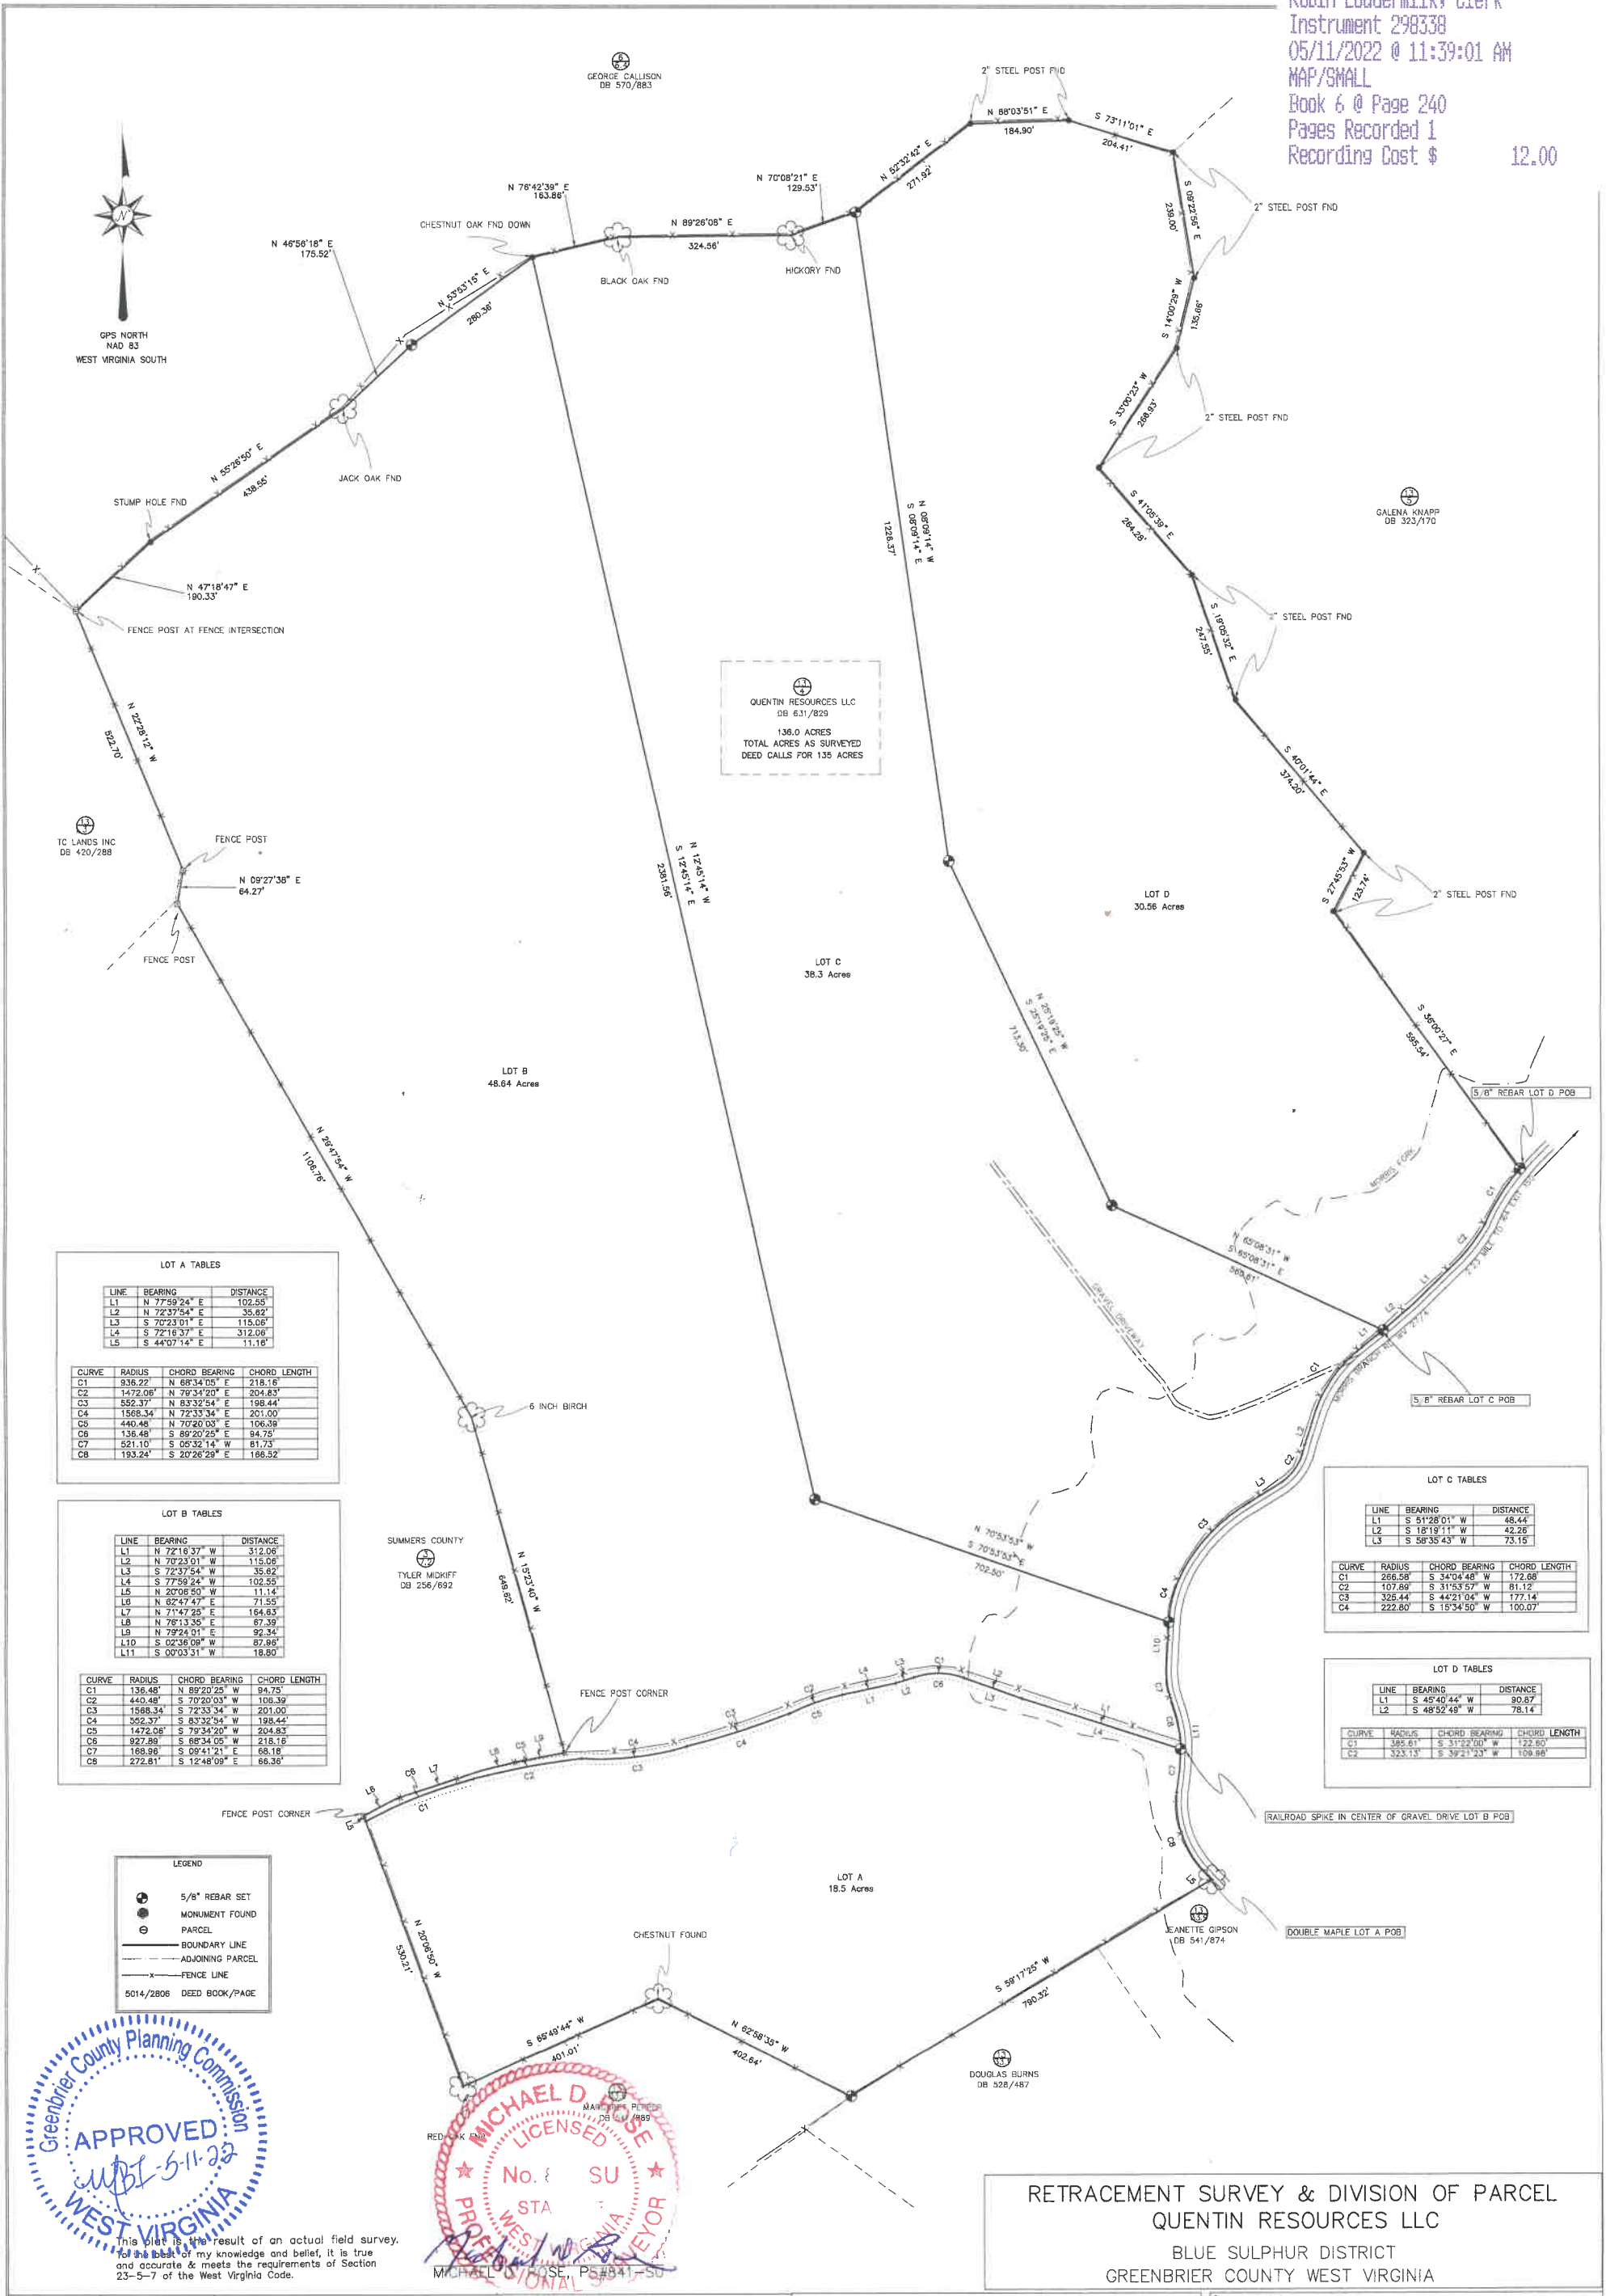 Instrument 298338
05/11/2022 @ 11:39:01 AM
MAP/SMALL
Book 6 @ Page 240
Pages Recorded 1
Recording Cost $ 12.00
GEORGE CALLISON
DB 570/883
2" STEEL POST FND
N 88°03'51" E
184.90'
S 73°11'01" E
204.41'
N 52°32'42" E
271.92'
N 70°08'21" E
129.53'
N 76°42'39" E
163.86'
S 09°22'56" E
239.00'
2" STEEL POST FND
CHESTNUT OAK FND DOWN
N 89°26'08" E
324.56'
HICKORY FND
BLACK OAK FND
N 46°56'18" E
175.52'
N 53°53'15" E
280.36'
N
GPS NORTH
NAD 83
WEST VIRGINIA SOUTH
S 14°00'29" W
135.66'
S 33°00'23" W
268.93'
2" STEEL POST FND
N 55°26'50" E
438.55'
JACK OAK FND
STUMP HOLE FND
GALENA KNAPP
DB 323/170
S 41°05'39" E
264.28'
N 08°09'14" W
S 08°09'14" E
1226.37'
N 47°18'47" E
190.33'
FENCE POST AT FENCE INTERSECTION
S 19°05'32" E
247.55'
2" STEEL POST FND
13
4
QUENTIN RESOURCES LLC
DB 631/829
136.0 ACRES
TOTAL ACRES AS SURVEYED
DEED CALLS FOR 135 ACRES
N 22°28'12" W
522.70'
S 40°01'44" E
374.20'
TC LANDS INC
DB 420/288
FENCE POST
N 09°27'38" E
64.27'
FENCE POST
N 12°45'14" W
S 12°45'14" E
2381.56'
S 27°45'53" W
123.74'
2" STEEL POST FND
LOT D
30.56 Acres
LOT C
38.3 Acres
N 25°19'25" W
S 25°19'25" E
713.30'
S 36°00'27" E
595.54'
LOT B
48.64 Acres
5/8" REBAR LOT D POB
N 29°47'54" W
1106.76'
MORRIS FORK
N 65°08'31" W
S 65°08'31" E
GRAVEL DRIVEWAY
C1
C2
L1
L2
5/8" REBAR LOT C POB
L1
C1
L2
C2
L3
C3
C4
LOT A TABLES
LINE BEARING DISTANCE
L1 N 77°59'24" E 102.55'
L2 N 72°37'54" E 35.62'
L3 S 70°23'01" E 115.06'
L4 S 72°16'37" E 312.06'
L5 S 44°07'14" E 11.16'
CURVE RADIUS CHORD BEARING CHORD LENGTH
C1 936.22' N 68°34'05" E 218.16'
C2 1472.06' N 79°34'20" E 204.83'
C3 552.37' N 83°32'54" E 198.44'
C4 1568.34' N 72°33'34" E 201.00'
C5 440.48' N 70°20'03" E 106.39'
C6 136.48' S 89°20'25" E 94.75'
C7 521.10' S 05°32'14" W 81.73'
C8 193.24' S 20°26'29" E 166.52'
6 INCH BIRCH
LOT B TABLES
LINE BEARING DISTANCE
L1 N 72°16'37" W 312.06'
L2 N 70°23'01" W 115.06'
L3 S 72°37'54" W 35.62'
L4 S 77°59'24" W 102.55'
L5 N 20°06'50" W 11.14'
L6 N 62°47'47" E 71.55'
L7 N 71°47'25" E 164.63'
L8 N 76°13'35" E 67.39'
L9 N 79°24'01" E 92.34'
L10 S 02°36'09" W 87.96'
L11 S 00°03'31" W 18.80'
CURVE RADIUS CHORD BEARING CHORD LENGTH
C1 136.48' N 89°20'25" W 94.75'
C2 440.48' S 70°20'03" W 106.39'
C3 1568.34' S 72°33'34" W 201.00'
C4 552.37' S 83°32'54" W 198.44'
C5 1472.06' S 79°34'20" W 204.83'
C6 927.89' S 68°34'05" W 218.16'
C7 168.96' S 09°41'21" E 68.18'
C8 272.81' S 12°48'09" E 66.36'
SUMMERS COUNTY
TYLER MIDKIFF
DB 256/692
N 15°23'40" W
649.62'
N 70°53'53" W
S 70°53'53" E
702.50'
LOT C TABLES
LINE BEARING DISTANCE
L1 S 51°28'01" W 48.44'
L2 S 18°19'11" W 42.26'
L3 S 58°35'43" W 73.15'
CURVE RADIUS CHORD BEARING CHORD LENGTH
C1 266.58' S 34°04'48" W 172.68'
C2 107.89' S 31°53'57" W 81.12'
C3 325.44' S 44°21'04" W 177.14'
C4 222.80' S 15°34'50" W 100.07'
LOT D TABLES
LINE BEARING DISTANCE
L1 S 45°40'44" W 90.87'
L2 S 48°52'49" W 78.14'
CURVE RADIUS CHORD BEARING CHORD LENGTH
C1 385.61' S 31°22'00" W 122.60'
C2 323.13' S 39°21'23" W 109.98'
FENCE POST CORNER
FENCE POST CORNER
RAILROAD SPIKE IN CENTER OF GRAVEL DRIVE LOT B POB
LOT A
18.5 Acres
LEGEND
5/8" REBAR SET
MONUMENT FOUND
PARCEL
BOUNDARY LINE
ADJOINING PARCEL
FENCE LINE
5014/2806 DEED BOOK/PAGE
N 20°06'50" W
530.21'
CHESTNUT FOUND
JEANETTE GIPSON
DB 541/874
DOUBLE MAPLE LOT A POB
S 59°17'25" W
790.32'
S 65°49'44" W
401.01'
N 62°58'35" W
402.64'
DOUGLAS BURNS
DB 528/487
Greenbrier County Planning Commission
APPROVED
5-11-22
WEST VIRGINIA
MICHAEL D. ROSE
LICENSED
No. SU
STA
WEST VIRGINIA
PROFESSIONAL SURVEYOR
This plat is the result of an actual field survey.
To the best of my knowledge and belief, it is true
and accurate & meets the requirements of Section
23-5-7 of the West Virginia Code.
MICHAEL D. ROSE, PS#841-SU
RETRACEMENT SURVEY & DIVISION OF PARCEL
QUENTIN RESOURCES LLC
BLUE SULPHUR DISTRICT
GREENBRIER COUNTY WEST VIRGINIA